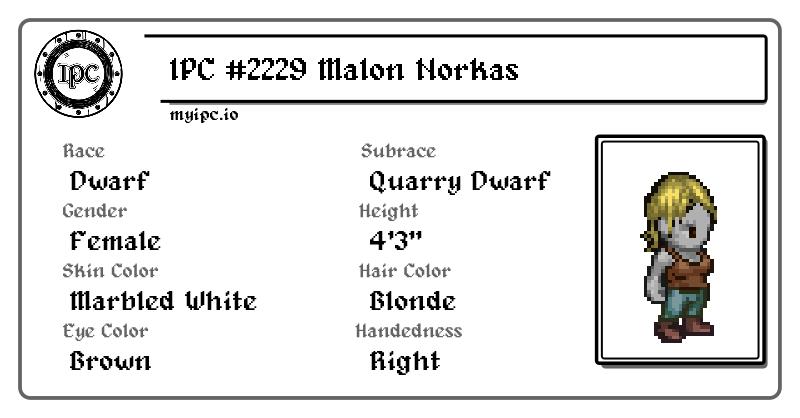 IPC
IPC #2229 Malon Norkas
myipc.io
Race
Dwarf
Subrace
Quarry Dwarf
Gender
Female
Height
4'3"
Skin Color
Marbled White
Hair Color
Blonde
Eye Color
Brown
Handedness
Right